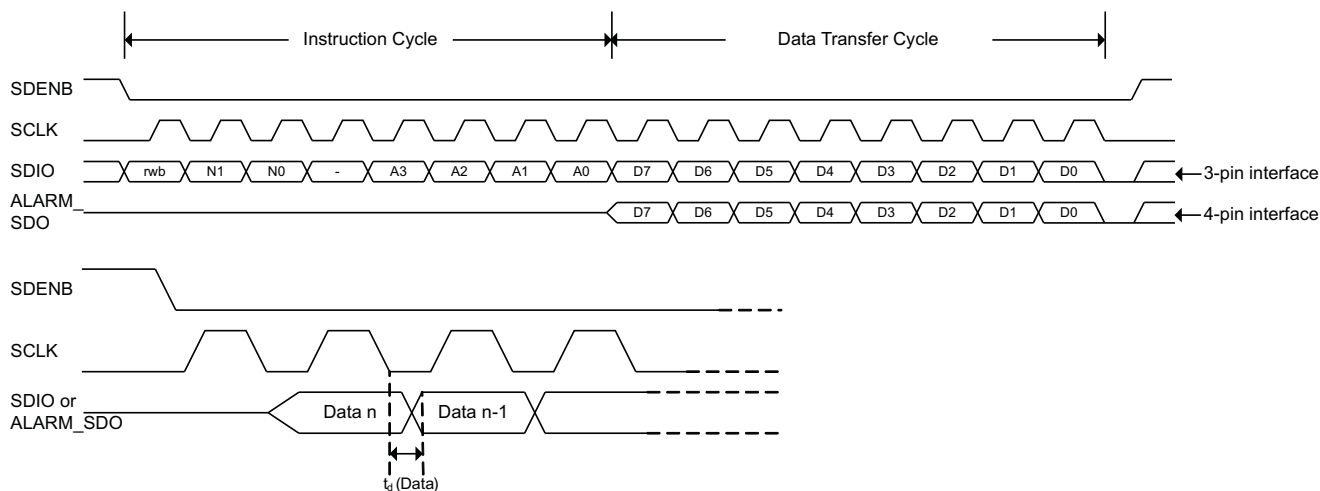 Instruction Cycle Data Transfer Cycle
SDENB
SCLK
SDIO rwb N1 N0 - A3 A2 A1 A0 D7 D6 D5 D4 D3 D2 D1 D0 3-pin interface
ALARM_
SDO D7 D6 D5 D4 D3 D2 D1 D0 4-pin interface
SDENB
SCLK
SDIO or
ALARM_SDO Data n Data n-1
td (Data)